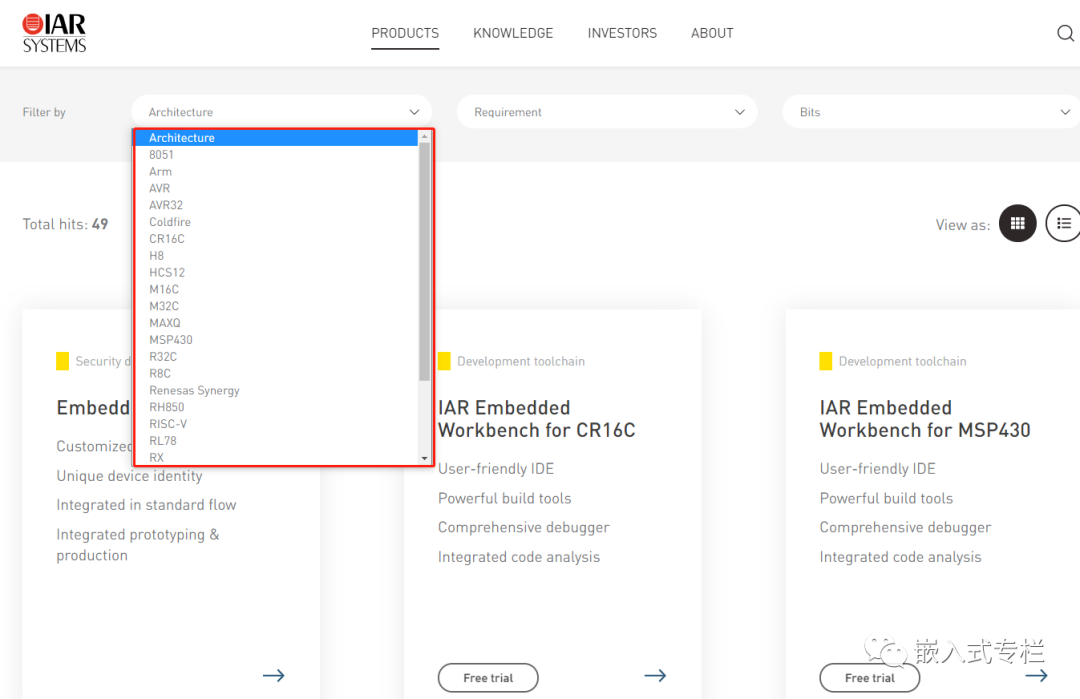 IAR
SYSTEMS
PRODUCTS
KNOWLEDGE
INVESTORS
ABOUT
Filter by
Architecture
Requirement
Bits
Architecture
8051
Arm
AVR
AVR32
Coldfire
CR16C
H8
HCS12
M16C
M32C
MAXQ
MSP430
R32C
R8C
Renesas Synergy
RH850
RISC-V
RL78
RX
Total hits: 49
View as:
Security d
Embedd
Customized
Unique device identity
Integrated in standard flow
Integrated prototyping &
production
Development toolchain
IAR Embedded
Workbench for CR16C
User-friendly IDE
Powerful build tools
Comprehensive debugger
Integrated code analysis
Free trial
Development toolchain
IAR Embedded
Workbench for MSP430
User-friendly IDE
Powerful build tools
Comprehensive debugger
Integrated code analysis
Free trial
嵌入式专栏